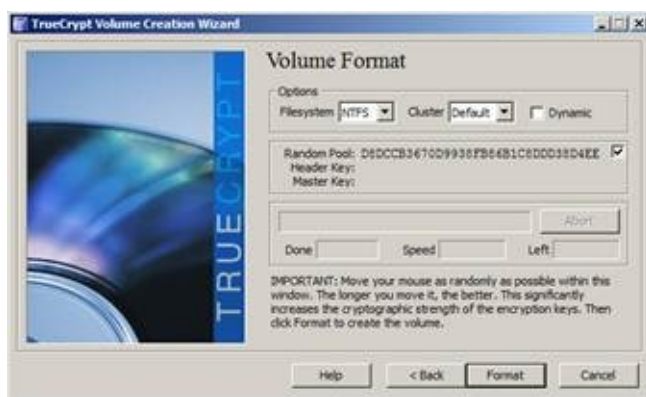 TrueCrypt Volume Creation Wizard
TRUECRYPT
Volume Format
Options
Filesystem NTFS Cluster Default Dynamic
Random Pool: D8DCCB3670D9938FB86B1C8DDD38D4EE
Header Key:
Master Key:
Abort
Done Speed Left
IMPORTANT: Move your mouse as randomly as possible within this
window. The longer you move it, the better. This significantly
increases the cryptographic strength of the encryption keys. Then
click Format to create the volume.
Help < Back Format Cancel